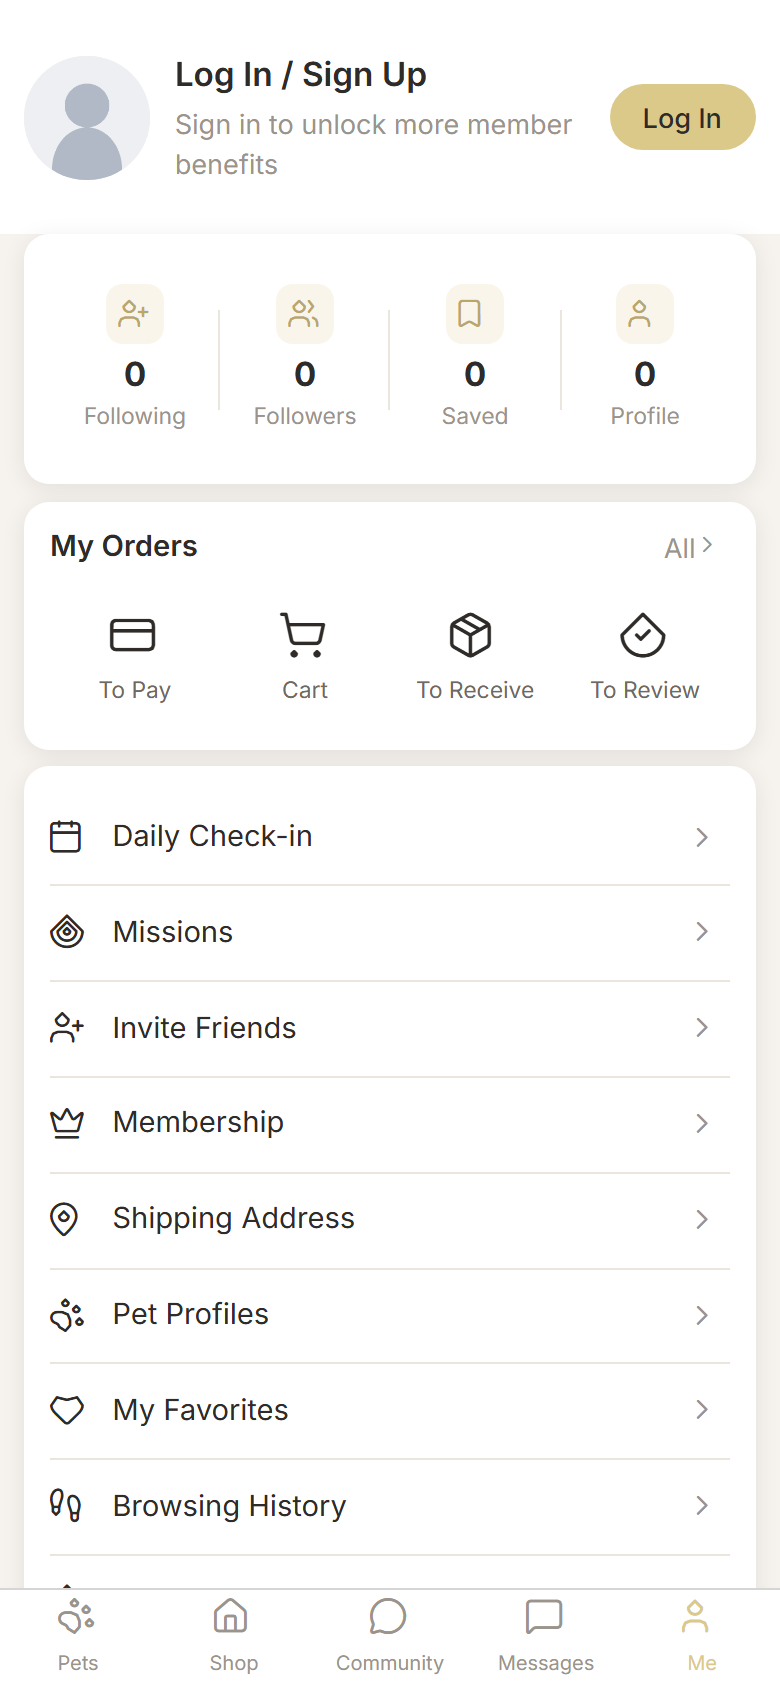 Log In / Sign Up
Sign in to unlock more member
benefits
Log In
0 0 0 0
Following Followers Saved Profile
My Orders
All
To Pay Cart To Receive To Review
Daily Check-in
Missions
Invite Friends
Membership
Shipping Address
Pet Profiles
My Favorites
Browsing History
Pets Shop Community Messages Me